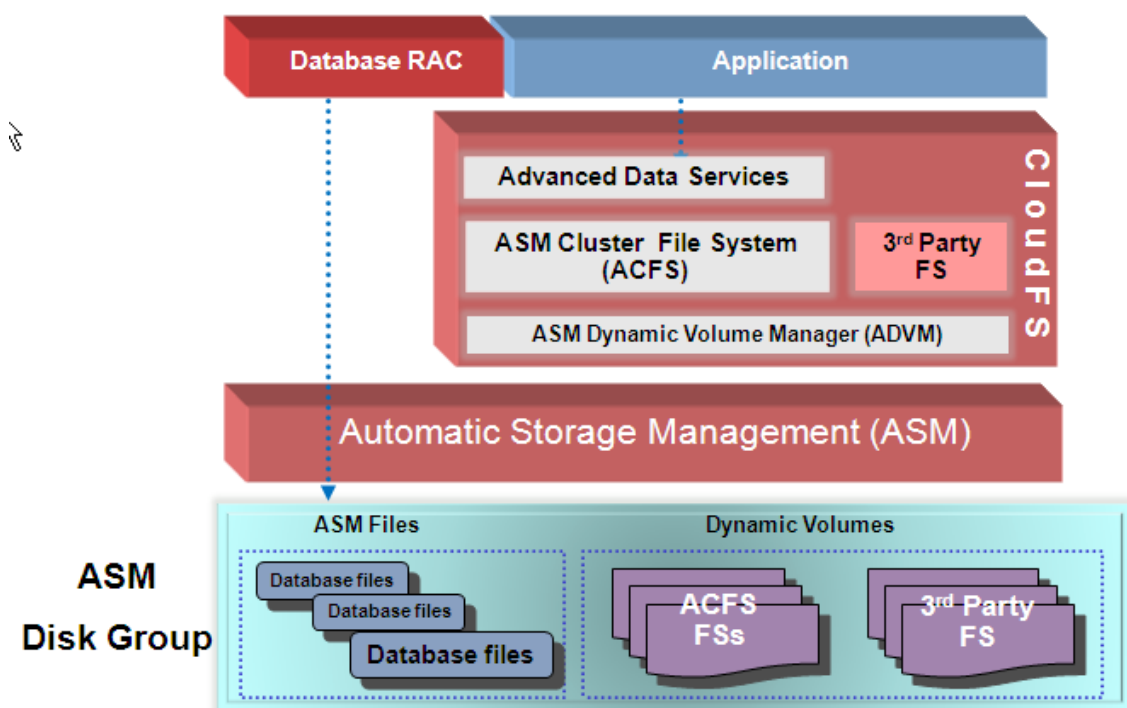 Database RAC
Application
CloudFS
Advanced Data Services
ASM Cluster File System
(ACFS)
3rd Party
FS
ASM Dynamic Volume Manager (ADVM)
Automatic Storage Management (ASM)
ASM
Disk Group
ASM Files
Dynamic Volumes
Database files
Database files
Database files
ACFS
FSs
3rd Party
FS